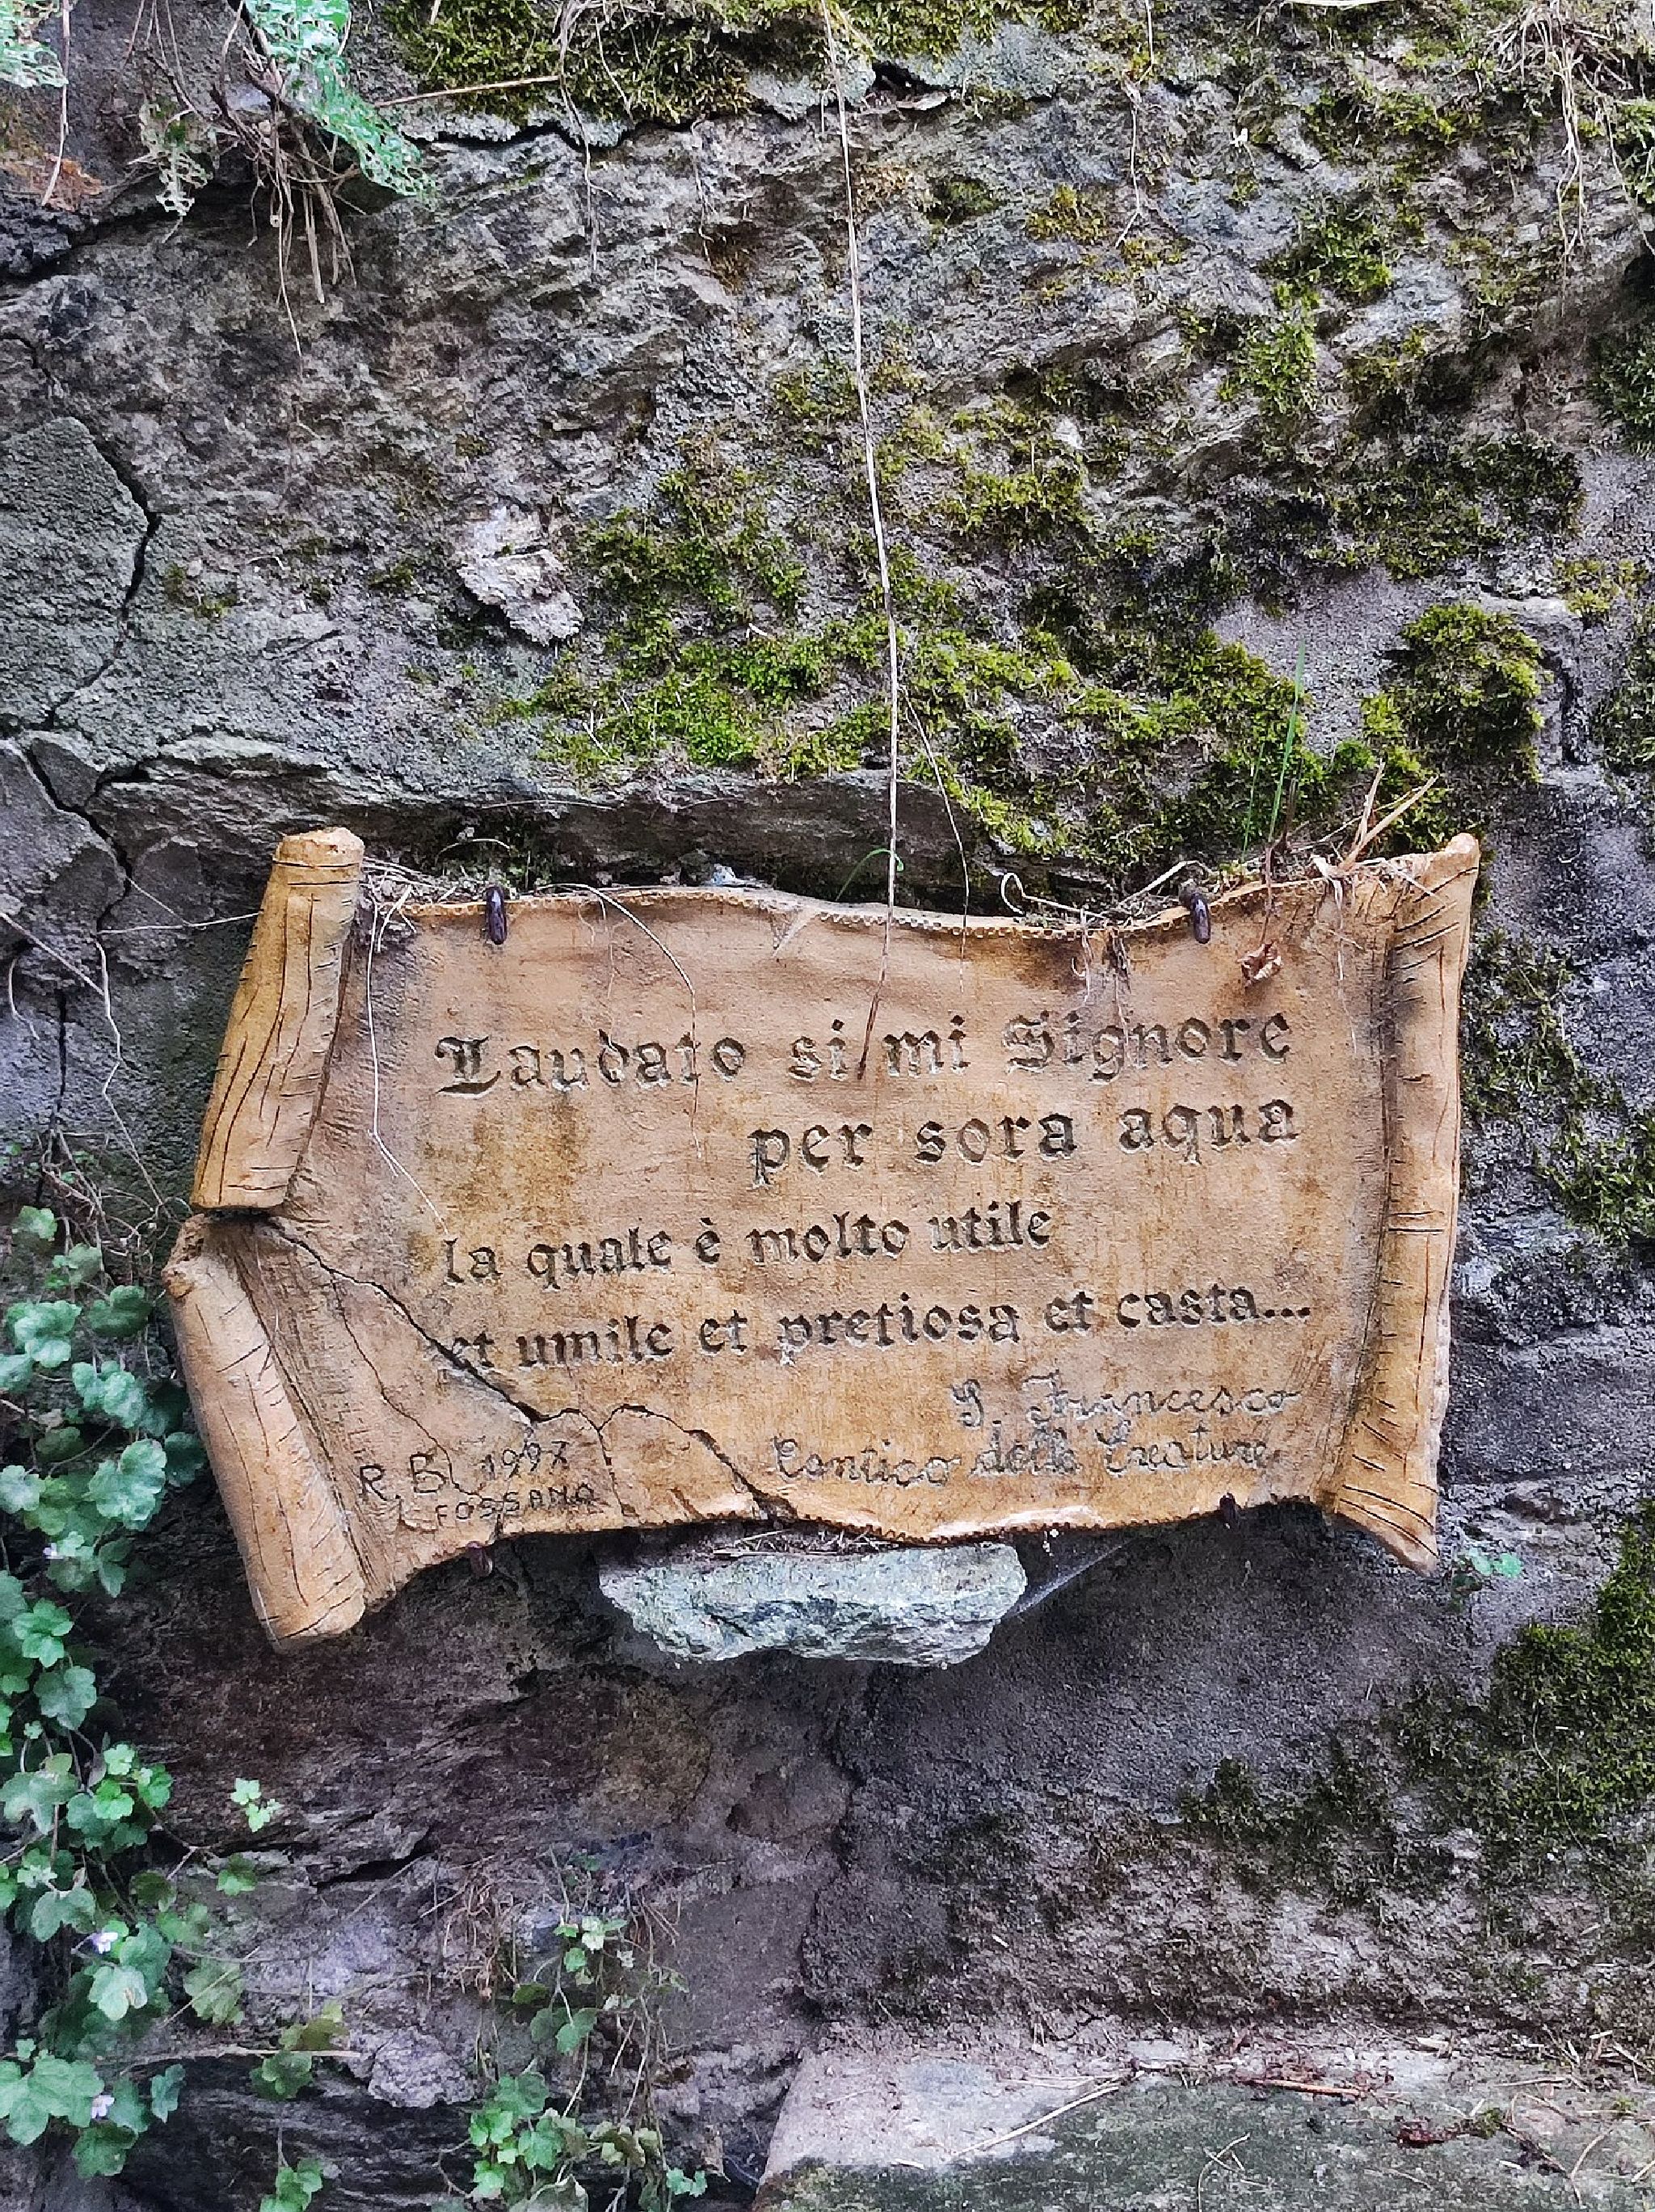 Laudato si mi Signore
per sora aqua
la quale è molto utile
et umile et pretiosa et casta...
S. Francesco
Cantico delle Creature
R.B. 1997
FOSSANO